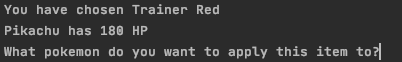 You have chosen Trainer Red
Pikachu has 180 HP
What pokemon do you want to apply this item to?